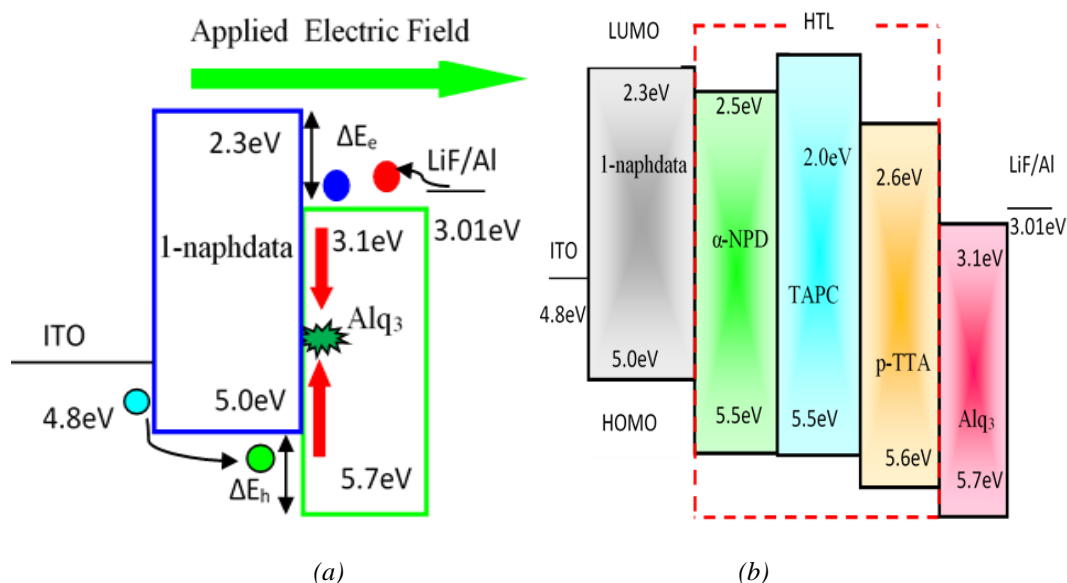 Applied Electric Field
2.3eV
ΔEₑ
LiF/Al
1-naphdata
3.1eV
3.01eV
ITO
Alq₃
4.8eV
5.0eV
ΔEₕ
5.7eV
(a)
LUMO
HTL
2.3eV
2.5eV
1-naphdata
2.0eV
2.6eV
LiF/Al
3.01eV
α-NPD
ITO
3.1eV
4.8eV
TAPC
5.0eV
p-TTA
HOMO
5.5eV
5.5eV
Alq₃
5.6eV
5.7eV
(b)